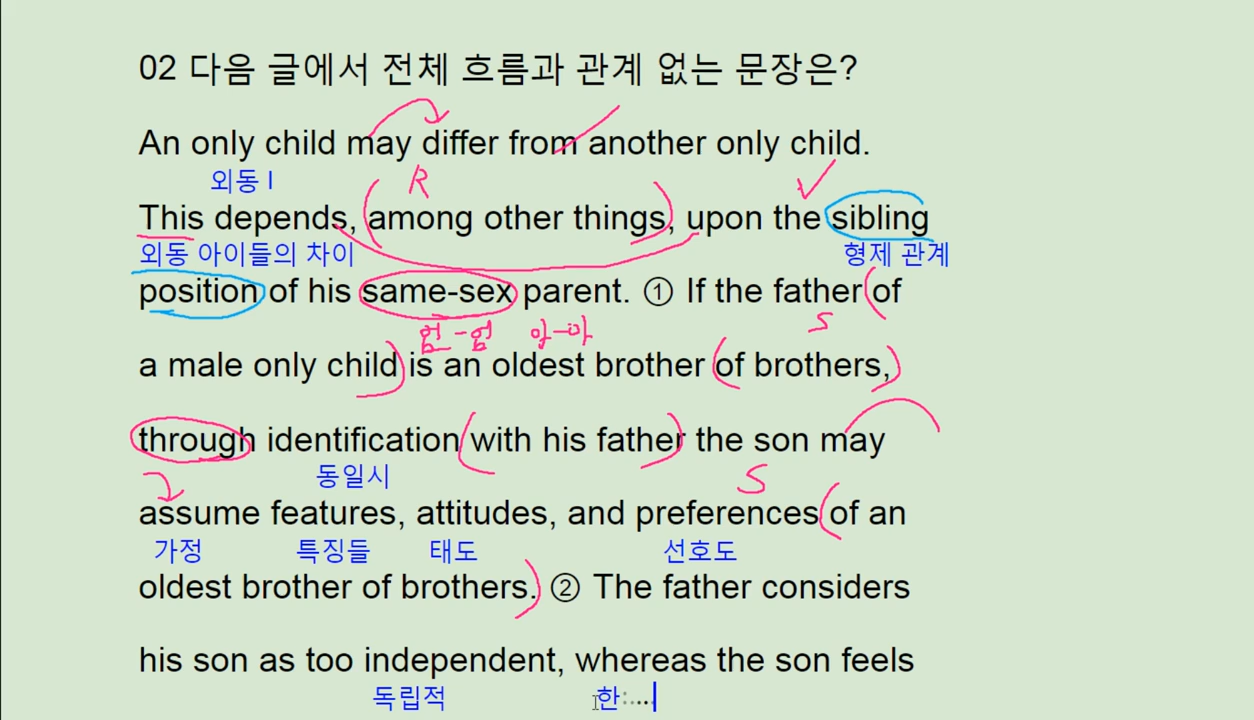 02 다음 글에서 전체 흐름과 관계 없는 문장은?
An only child may differ from another only child.
외동 I
R
This depends, (among other things), upon the sibling
외동 아이들의 차이 형제 관계
position of his same-sex parent. ① If the father (of
엄-엄 아-아 S
a male only child) is an oldest brother (of brothers,)
through identification (with his father) the son may
동일시 S
assume features, attitudes, and preferences (of an
가정 특징들 태도 선호도
oldest brother of brothers.) ② The father considers
his son as too independent, whereas the son feels
독립적 한....